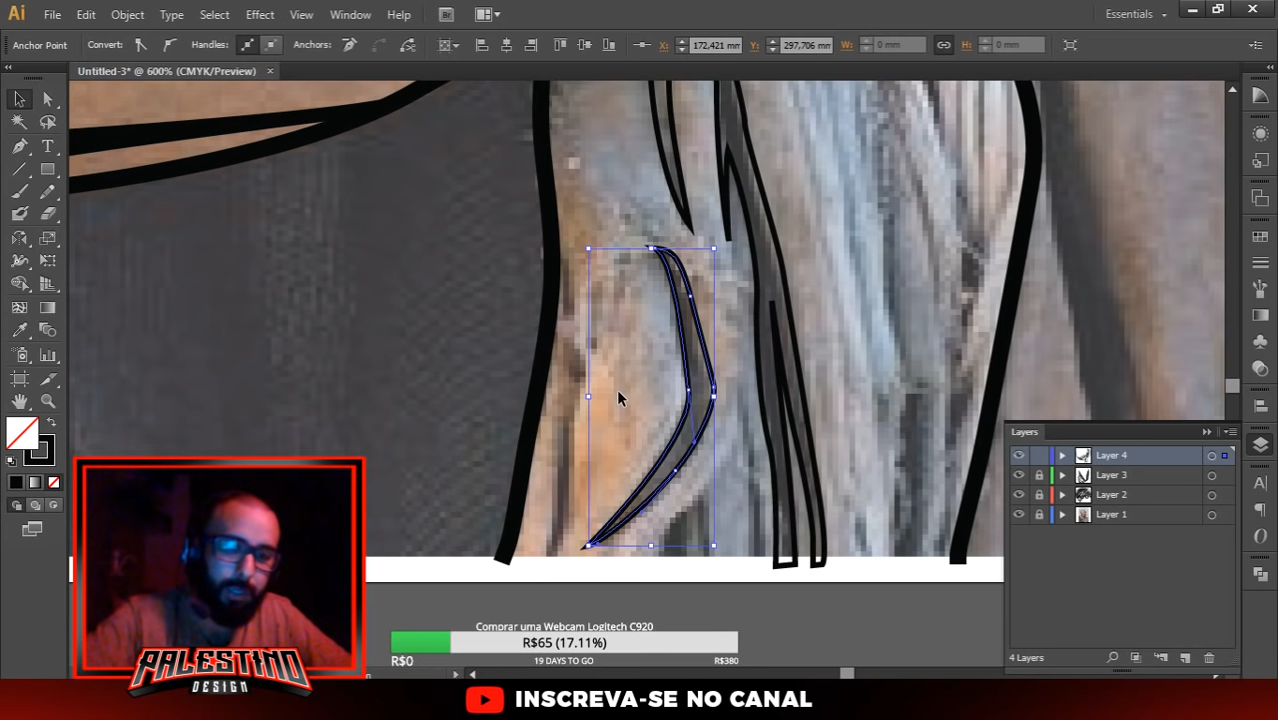 Ai File Edit Object Type Select Effect View Window Help Br Essentials
Anchor Point Convert: Handles: Anchors: X: 172,421 mm Y: 297,706 mm W: 0 mm H: 0 mm
Untitled-3* @ 600% (CMYK/Preview)
Layers
Layer 4
Layer 3
Layer 2
Layer 1
4 Layers
Comprar uma Webcam Logitech C920
R$65 (17.11%)
R$0 19 DAYS TO GO R$380
PALESTINO
DESIGN
INSCREVA-SE NO CANAL